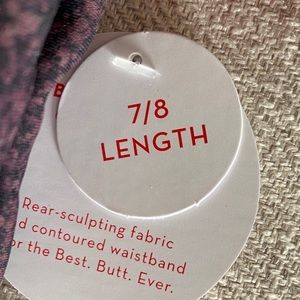 B
7/8
LENGTH
Rear-sculpting fabric
d contoured waistband
or the Best. Butt. Ever.